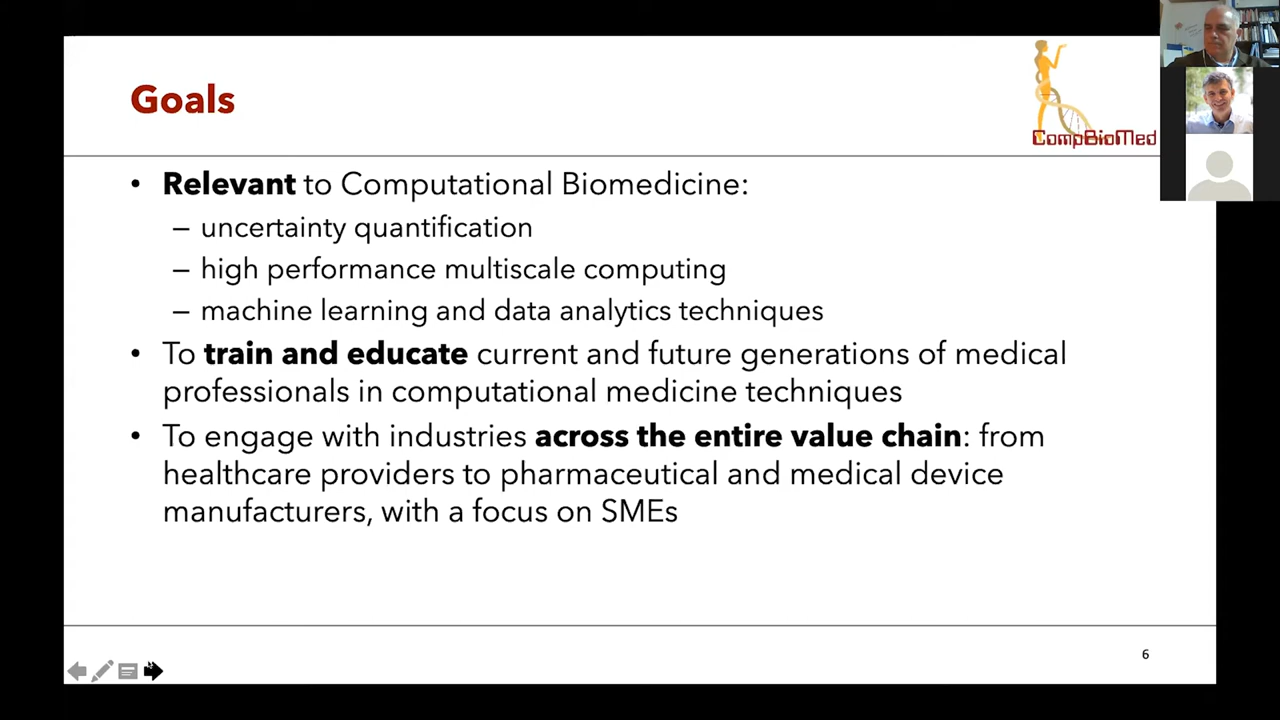 Goals
CompBioMed
• Relevant to Computational Biomedicine:
– uncertainty quantification
– high performance multiscale computing
– machine learning and data analytics techniques
• To train and educate current and future generations of medical
professionals in computational medicine techniques
• To engage with industries across the entire value chain: from
healthcare providers to pharmaceutical and medical device
manufacturers, with a focus on SMEs
6